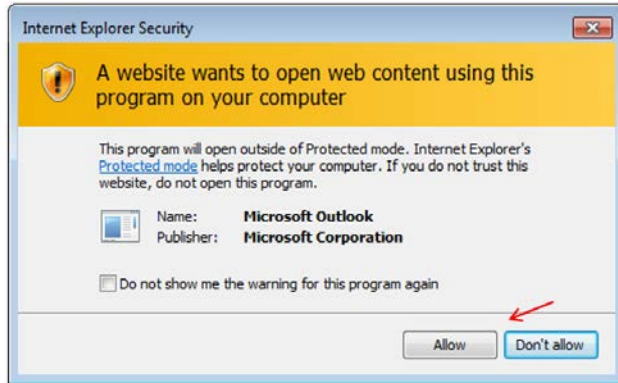 Internet Explorer Security
A website wants to open web content using this
program on your computer
This program will open outside of Protected mode. Internet Explorer's
Protected mode helps protect your computer. If you do not trust this
website, do not open this program.
Name: Microsoft Outlook
Publisher: Microsoft Corporation
Do not show me the warning for this program again
Allow Don't allow